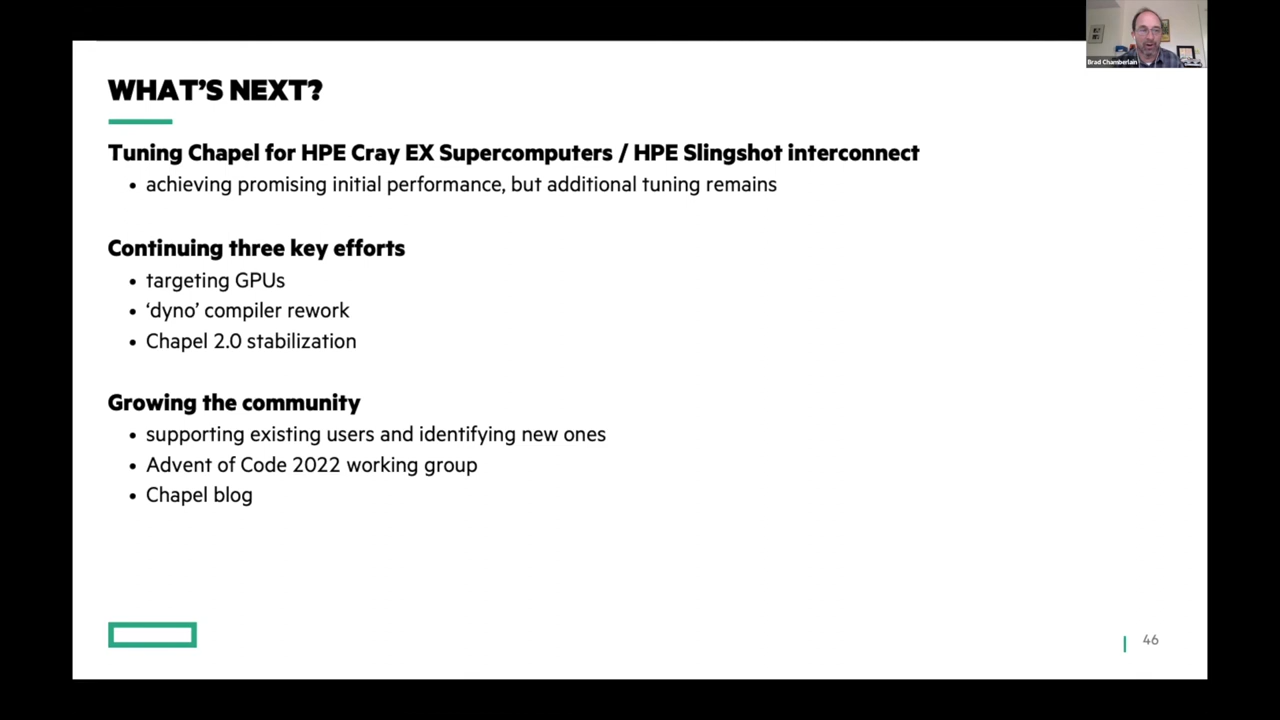 Brad Chamberlain
WHAT'S NEXT?
Tuning Chapel for HPE Cray EX Supercomputers / HPE Slingshot interconnect
• achieving promising initial performance, but additional tuning remains
Continuing three key efforts
• targeting GPUs
• ‘dyno’ compiler rework
• Chapel 2.0 stabilization
Growing the community
• supporting existing users and identifying new ones
• Advent of Code 2022 working group
• Chapel blog
46